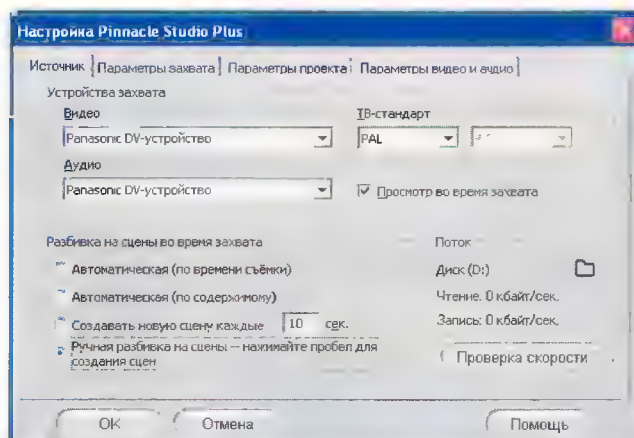 Настройка Pinnacle Studio Plus
Источник Параметры захвата Параметры проекта Параметры видео и аудио
Устройства захвата
Видео ТВ-стандарт
Panasonic DV-устройство PAL
Аудио
Panasonic DV-устройство Просмотр во время захвата
Разбивка на сцены во время захвата Поток
Автоматическая (по времени съёмки) Диск (D:)
Автоматическая (по содержимому) Чтение: 0 кбайт/сек.
Создавать новую сцену каждые 10 сек. Запись: 0 кбайт/сек.
Ручная разбивка на сцены – нажимайте пробел для
создания сцен Проверка скорости
OK Отмена Помощь